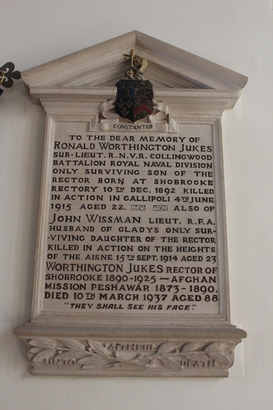 CONSTANTER
TO THE DEAR MEMORY OF
RONALD WORTHINGTON JUKES
SUB-LIEUT. R.N.V.R. COLLINGWOOD
BATTALION ROYAL NAVAL DIVISION,
ONLY SURVIVING SON OF THE
RECTOR BORN AT SHOBROOKE
RECTORY 10TH DEC. 1892 KILLED
IN ACTION IN GALLIPOLI 4TH JUNE
1915 AGED 22. ALSO OF
JOHN WISSMAN LIEUT. R.F.A.
HUSBAND OF GLADYS ONLY SUR-
VIVING DAUGHTER OF THE RECTOR
KILLED IN ACTION ON THE HEIGHTS
OF THE AISNE 15TH SEPT. 1914 AGED 23
WORTHINGTON JUKES RECTOR OF
SHOBROOKE 1890-1925 — AFGHAN
MISSION PESHAWAR 1873-1890.
DIED 10TH MARCH 1937 AGED 88
"THEY SHALL SEE HIS FACE".
FAITHFUL
UNTO DEATH